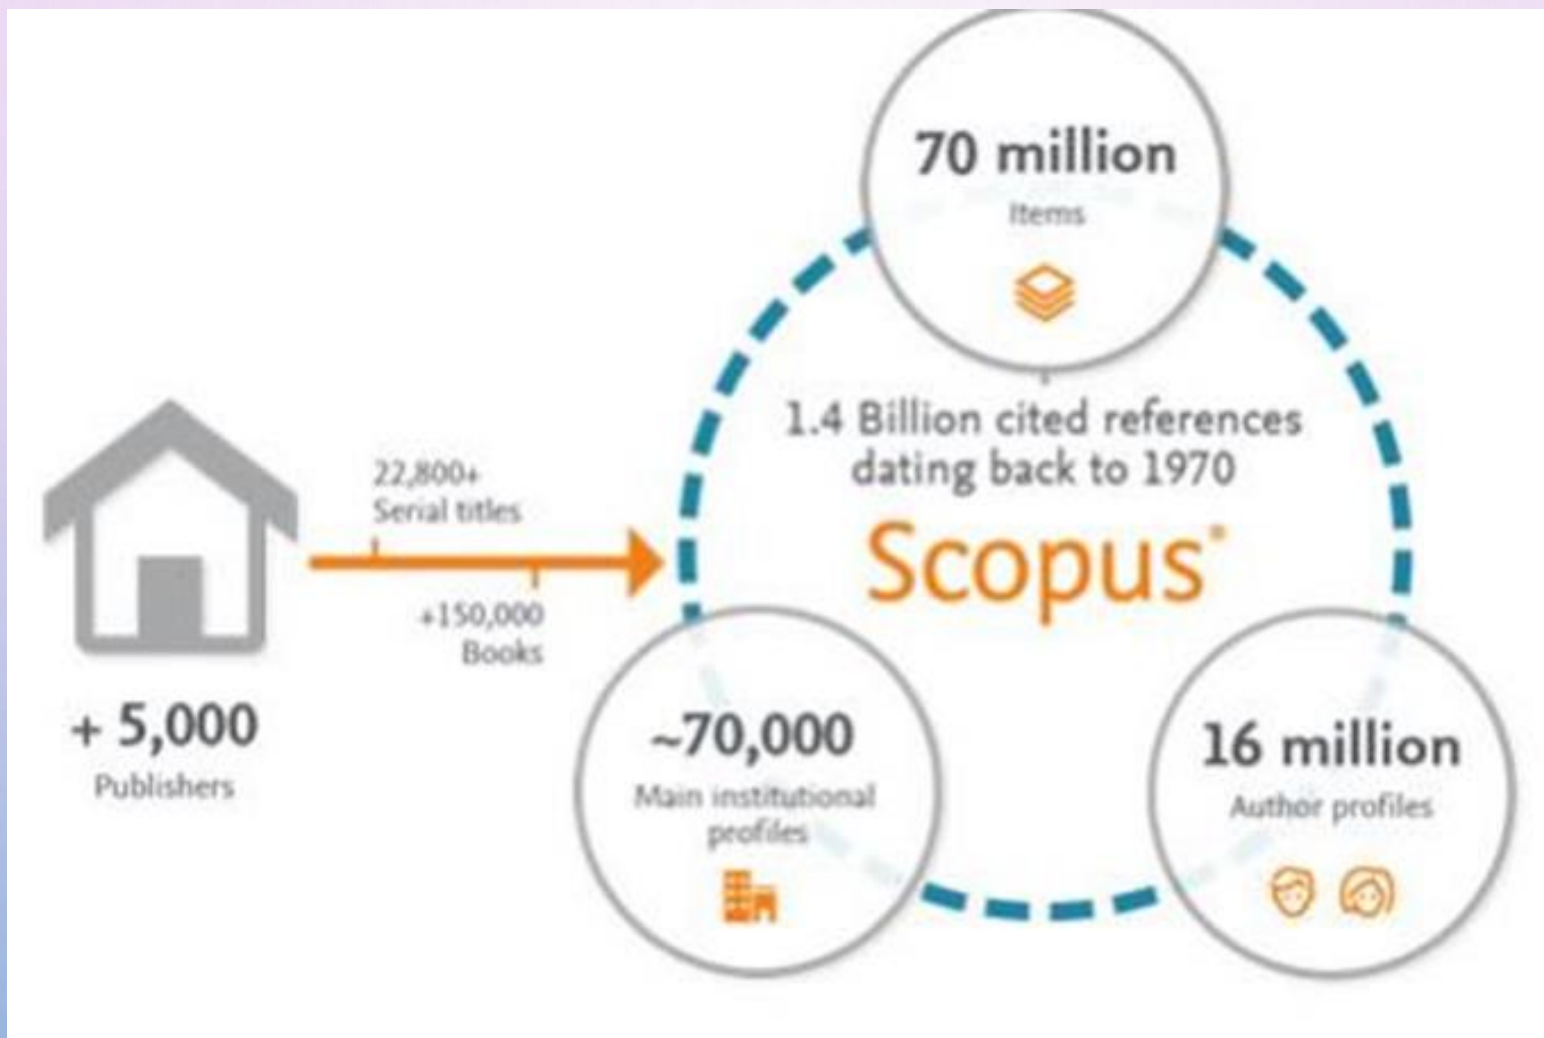 70 million
Items
1.4 Billion cited references
dating back to 1970
Scopus®
22,800+
Serial titles
+150,000
Books
+ 5,000
Publishers
~70,000
Main institutional
profiles
16 million
Author profiles